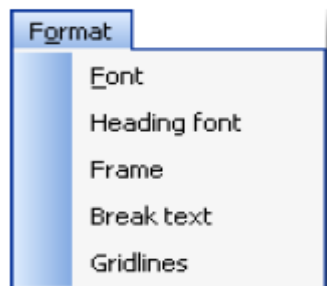 Format
Font
Heading font
Frame
Break text
Gridlines